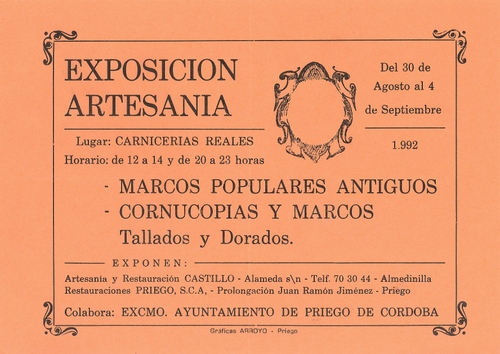 EXPOSICION
ARTESANIA
Del 30 de
Agosto al 4
de Septiembre
1.992
Lugar: CARNICERIAS REALES
Horario: de 12 a 14 y de 20 a 23 horas
- MARCOS POPULARES ANTIGUOS
- CORNUCOPIAS Y MARCOS
Tallados y Dorados.
EXPONEN:
Artesanía y Restauración CASTILLO - Alameda s\n - Telf. 70 30 44 - Almedinilla
Restauraciones PRIEGO, S.C.A, - Prolongación Juan Ramón Jiménez - Priego
Colabora: EXCMO. AYUNTAMIENTO DE PRIEGO DE CORDOBA
Gráficas ARROYO - Priego